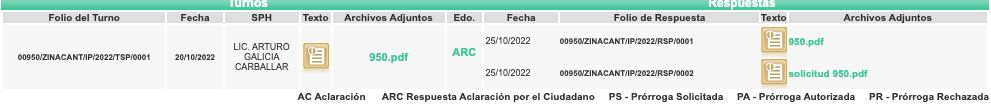 Turnos Respuestas
Folio del Turno Fecha SPH Texto Archivos Adjuntos Edo. Fecha Folio de Respuesta Texto Archivos Adjuntos
00950/ZINACANT/IP/2022/TSP/0001 20/10/2022 LIC. ARTURO GALICIA CARBALLAR 950.pdf ARC
25/10/2022 00950/ZINACANT/IP/2022/RSP/0001 950.pdf
25/10/2022 00950/ZINACANT/IP/2022/RSP/0002 solicitud 950.pdf
AC Aclaración ARC Respuesta Aclaración por el Ciudadano PS - Prórroga Solicitada PA - Prorroga Autorizada PR - Prórroga Rechazada